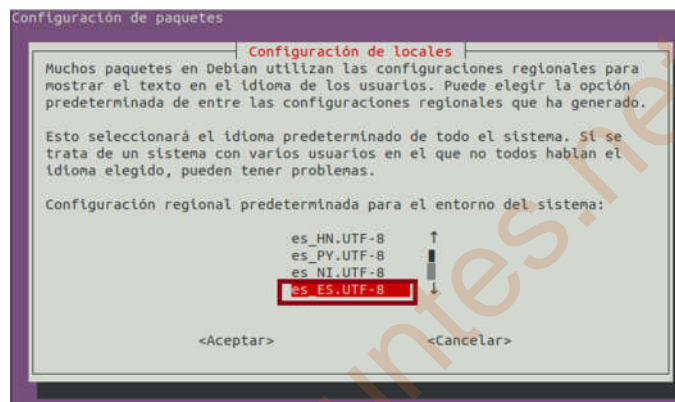 Configuración de paquetes
Configuración de locales
Muchos paquetes en Debian utilizan las configuraciones regionales para
mostrar el texto en el idioma de los usuarios. Puede elegir la opción
predeterminada de entre las configuraciones regionales que ha generado.
Esto seleccionará el idioma predeterminado de todo el sistema. Si se
trata de un sistema con varios usuarios en el que no todos hablan el
idioma elegido, pueden tener problemas.
Configuración regional predeterminada para el entorno del sistema:
es_HN.UTF-8
es_PY.UTF-8
es_NI.UTF-8
es_ES.UTF-8
<Aceptar> <Cancelar>